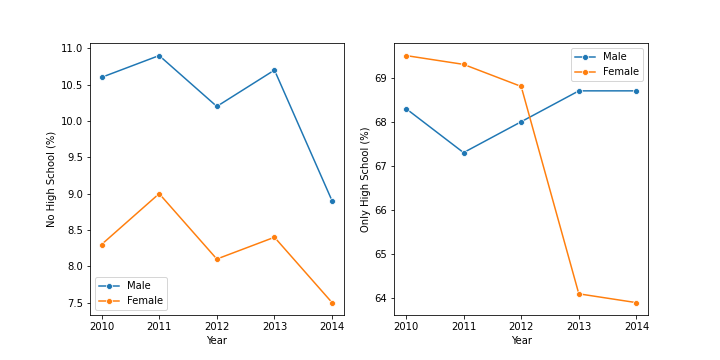 11.0
10.5
10.0
9.5
9.0
8.5
8.0
7.5
No High School (%)
Male
Female
2010 2011 2012 2013 2014
Year
69
68
67
66
65
64
Only High School (%)
Male
Female
2010 2011 2012 2013 2014
Year